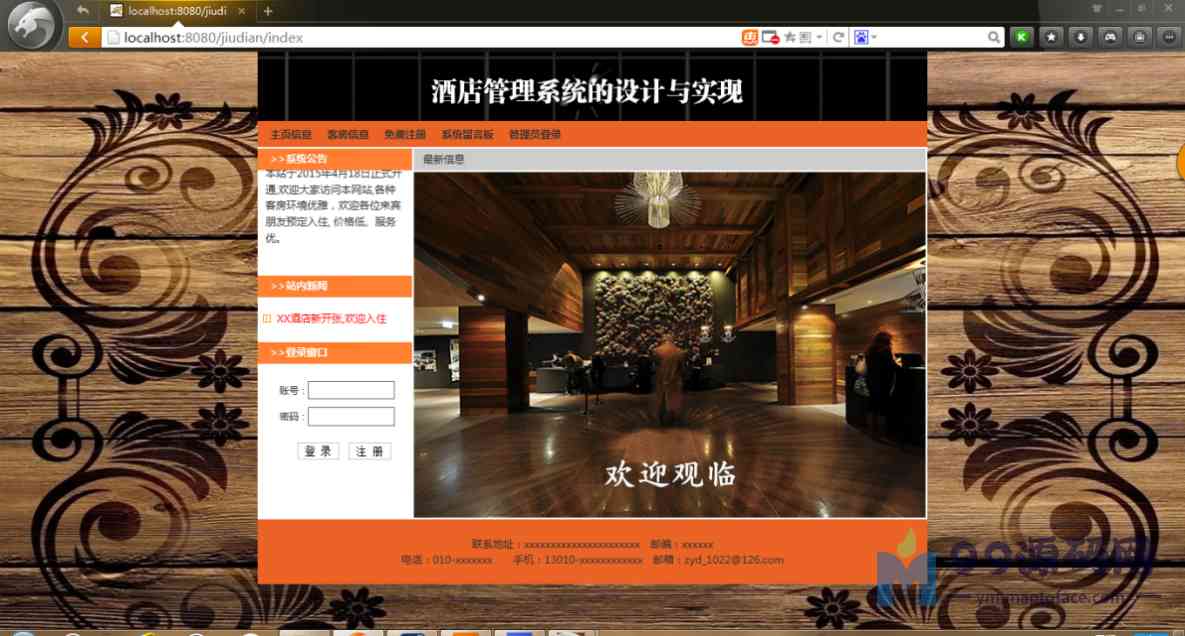 localhost:8080/jiudi
localhost:8080/jiudian/index
酒店管理系统的设计与实现
主页信息 客房信息 免费注册 系统留言板 管理员登录
>>系统公告
本站于2015年4月18日正式开
通,欢迎大家访问本网站,各种
客房环境优雅，欢迎各位来宾
朋友预定入住, 价格低、服务
优。
>>站内新闻
XX酒店新开张,欢迎入住
>>登录窗口
账号：
密码：
登 录 注 册
最新信息
欢迎观临
联系地址：xxxxxxxxxxxxxxxxxxxxxx 邮编：xxxxxx
电话：010-xxxxxxx 手机：13010-xxxxxxxxxxxx 邮箱：zyd_1022@126.com
99源码网